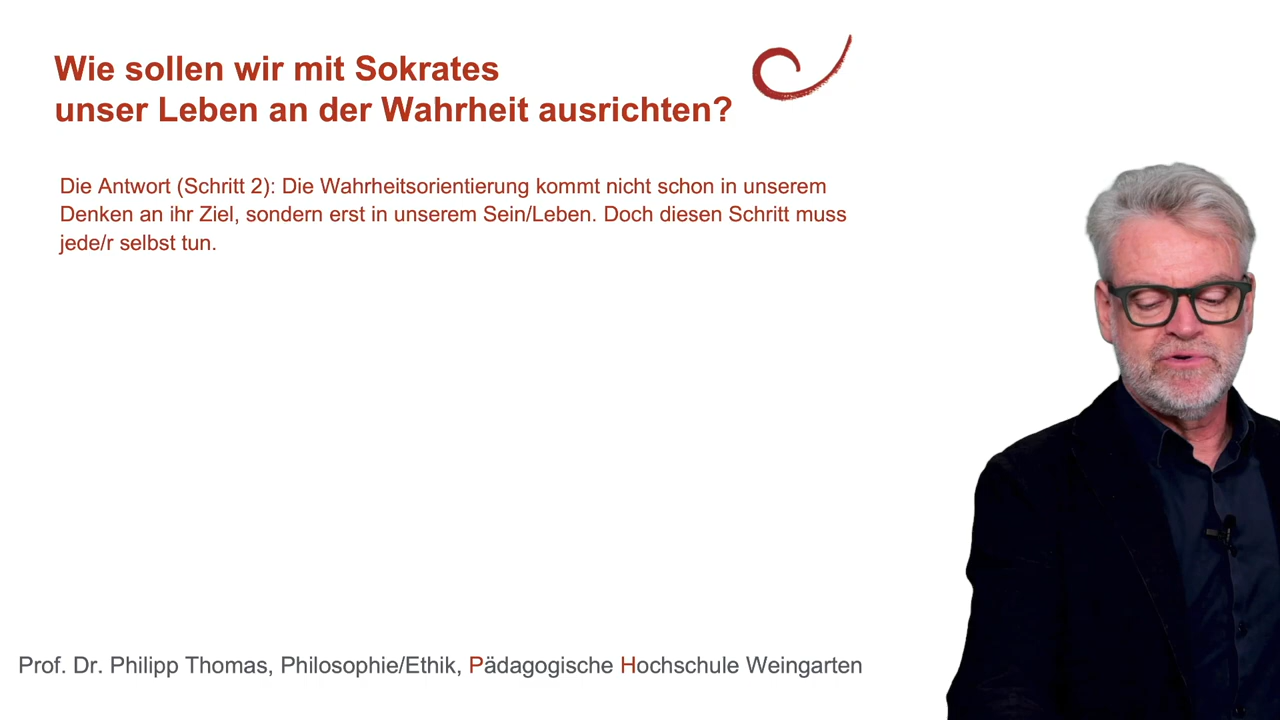 Wie sollen wir mit Sokrates
unser Leben an der Wahrheit ausrichten?
Die Antwort (Schritt 2): Die Wahrheitsorientierung kommt nicht schon in unserem
Denken an ihr Ziel, sondern erst in unserem Sein/Leben. Doch diesen Schritt muss
jede/r selbst tun.
Prof. Dr. Philipp Thomas, Philosophie/Ethik, Pädagogische Hochschule Weingarten